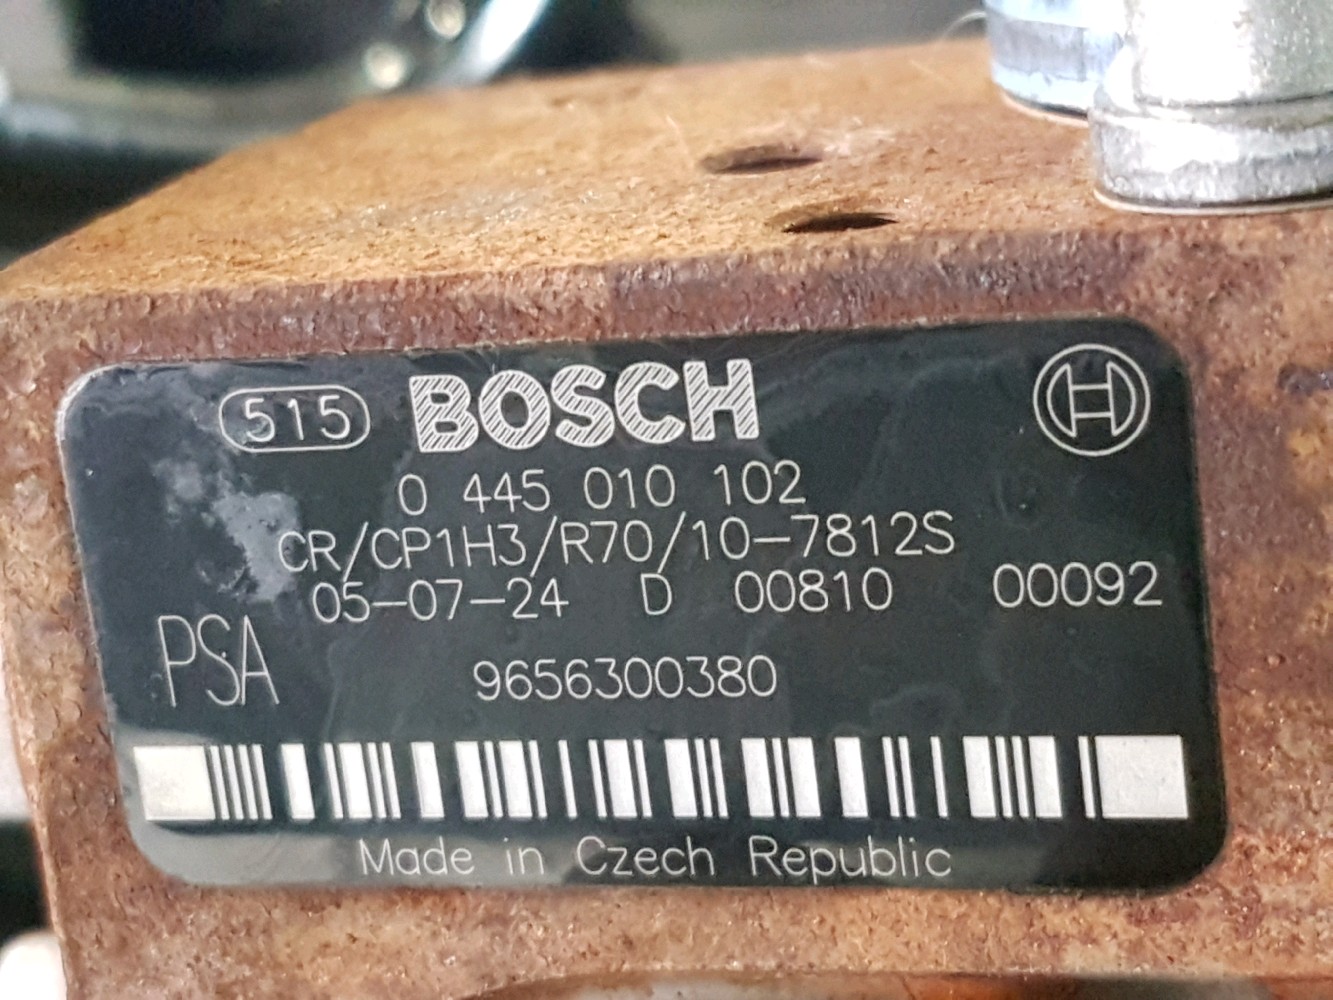 515 BOSCH
0 445 010 102
CR/CP1H3/R70/10-7812S
05-07-24 D 00810 00092
PSA 9656300380
Made in Czech Republic